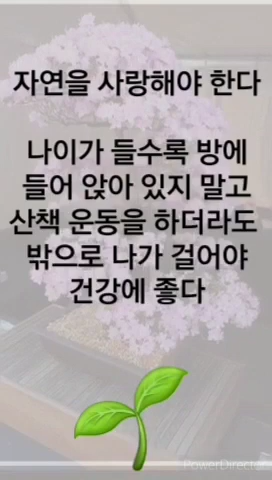 자연을 사랑해야 한다
나이가 들수록 방에
들어 앉아 있지 말고
산책 운동을 하더라도
밖으로 나가 걸어야
건강에 좋다
PowerDirector